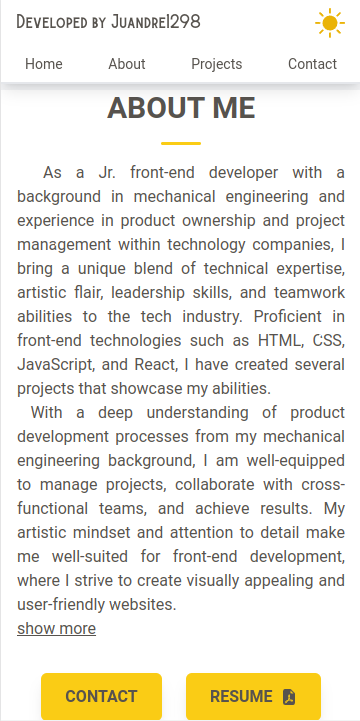 Developed by Juandre1298
Home About Projects Contact
ABOUT ME
As a Jr. front-end developer with a
background in mechanical engineering and
experience in product ownership and project
management within technology companies, I
bring a unique blend of technical expertise,
artistic flair, leadership skills, and teamwork
abilities to the tech industry. Proficient in
front-end technologies such as HTML, CSS,
JavaScript, and React, I have created several
projects that showcase my abilities.
With a deep understanding of product
development processes from my mechanical
engineering background, I am well-equipped
to manage projects, collaborate with cross-
functional teams, and achieve results. My
artistic mindset and attention to detail make
me well-suited for front-end development,
where I strive to create visually appealing and
user-friendly websites.
show more
CONTACT RESUME